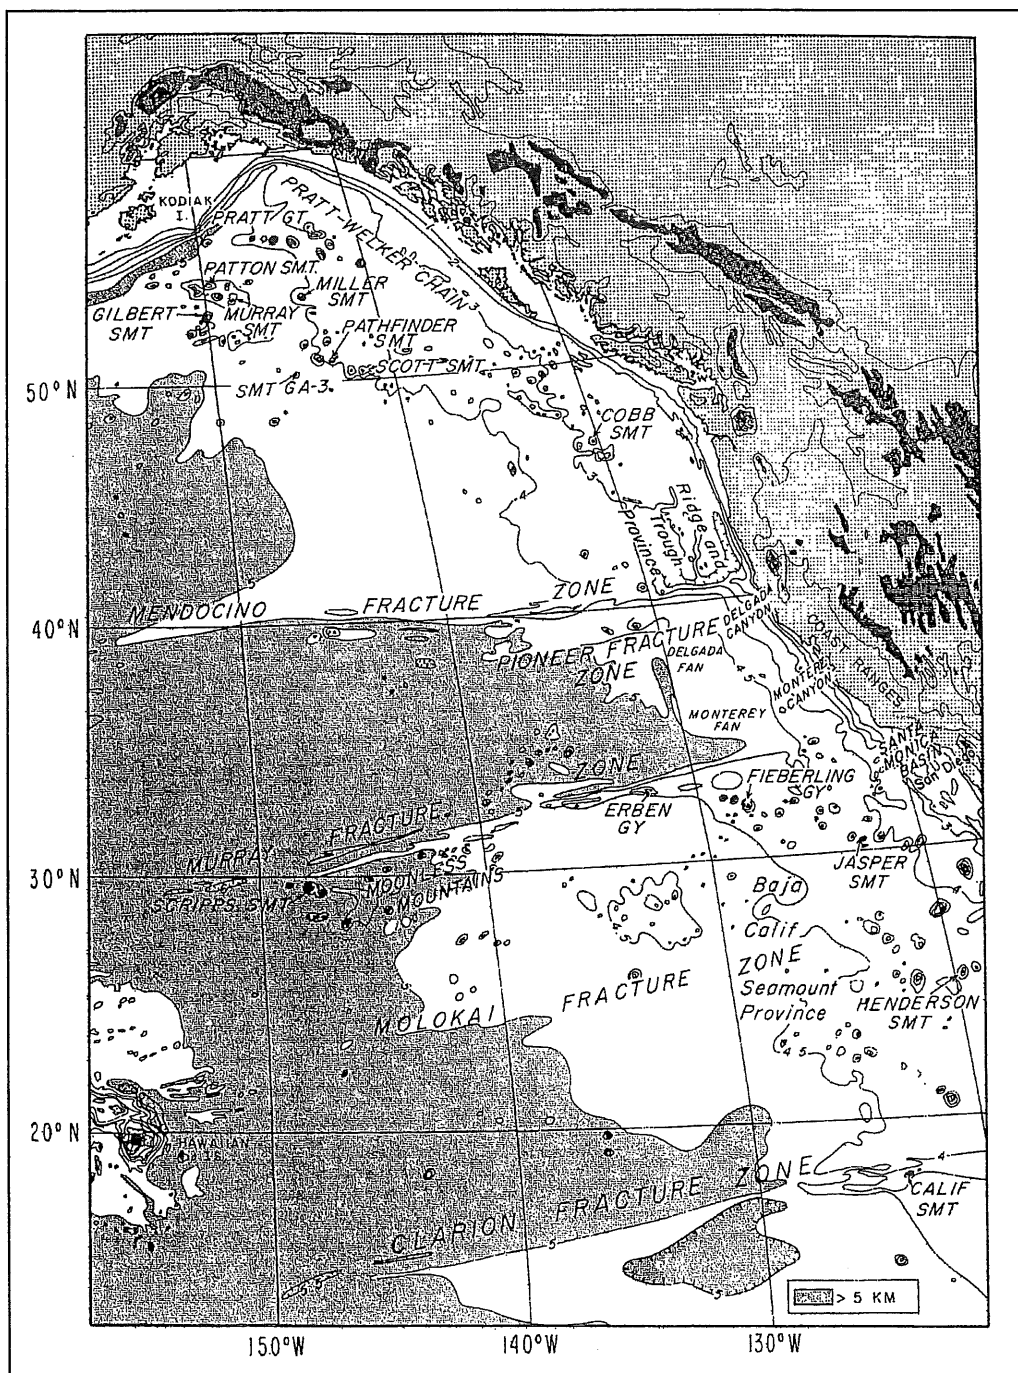 KODIAK
I.
PRATT GT.
PRATT-WELKER CHAIN
PATTON SMT.
MILLER
SMT
GILBERT
SMT
MURRAY
SMT
PATHFINDER
SMT
SCOTT SMT
SMT GA-3
50°N
COBB
SMT
Ridge and
Trough
Province
MENDOCINO FRACTURE ZONE
40°N
DELGADA
CANYON
PIONEER FRACTURE
ZONE
DELGADA
FAN
COAST RANGES
MONTEREY
CANYON
MONTEREY
FAN
SANTA
MONICA
BASIN
San Diego
MURRAY FRACTURE ZONE
FIEBERLING
GY
ERBEN
GY
JASPER
SMT
30°N
MOONLESS
MOUNTAINS
SCRIPPS SMT
Baja
Calif
ZONE
Seamount
Province
MOLOKAI FRACTURE
HENDERSON
SMT
20°N
HAWAIIAN
CLARION FRACTURE ZONE
CALIF
SMT
> 5 KM
150°W 140°W 130°W